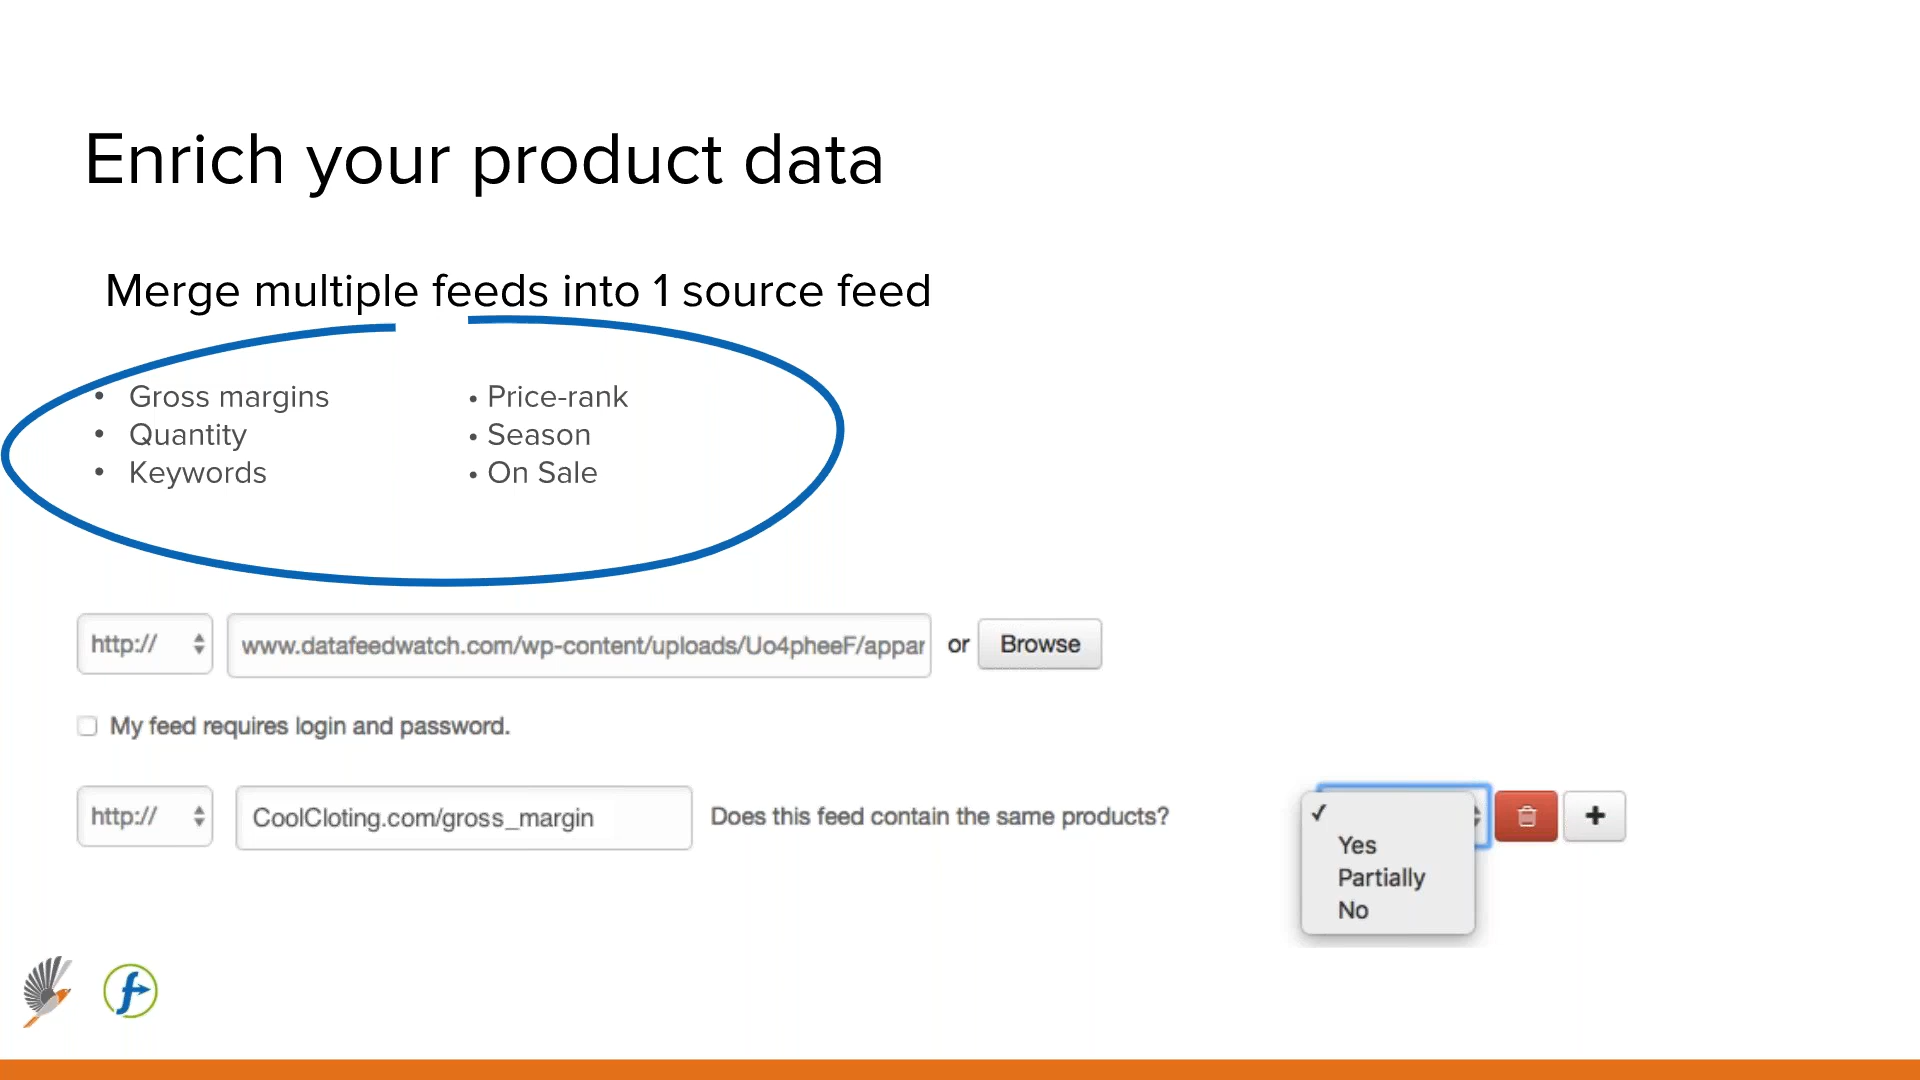 Enrich your product data
Merge multiple feeds into 1 source feed
• Gross margins
• Quantity
• Keywords
• Price-rank
• Season
• On Sale
http://
www.datafeedwatch.com/wp-content/uploads/Uo4pheeF/appar
or
Browse
My feed requires login and password.
http://
CoolCloting.com/gross_margin
Does this feed contain the same products?
✓
Yes
Partially
No